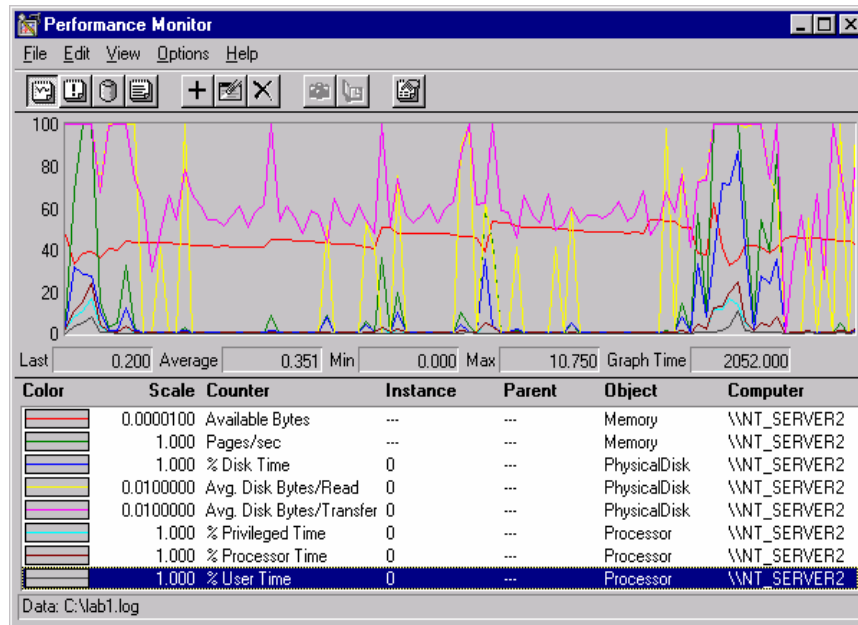 Performance Monitor
File Edit View Options Help
100
80
60
40
20
0
Last 0.200 Average 0.351 Min 0.000 Max 10.750 Graph Time 2052.000
Color Scale Counter Instance Parent Object Computer
0.0000100 Available Bytes --- --- Memory \\NT_SERVER2
1.000 Pages/sec --- --- Memory \\NT_SERVER2
1.000 % Disk Time 0 --- PhysicalDisk \\NT_SERVER2
0.0100000 Avg. Disk Bytes/Read 0 --- PhysicalDisk \\NT_SERVER2
0.0100000 Avg. Disk Bytes/Transfer 0 --- PhysicalDisk \\NT_SERVER2
1.000 % Privileged Time 0 --- Processor \\NT_SERVER2
1.000 % Processor Time 0 --- Processor \\NT_SERVER2
1.000 % User Time 0 --- Processor \\NT_SERVER2
Data: C:\lab1.log